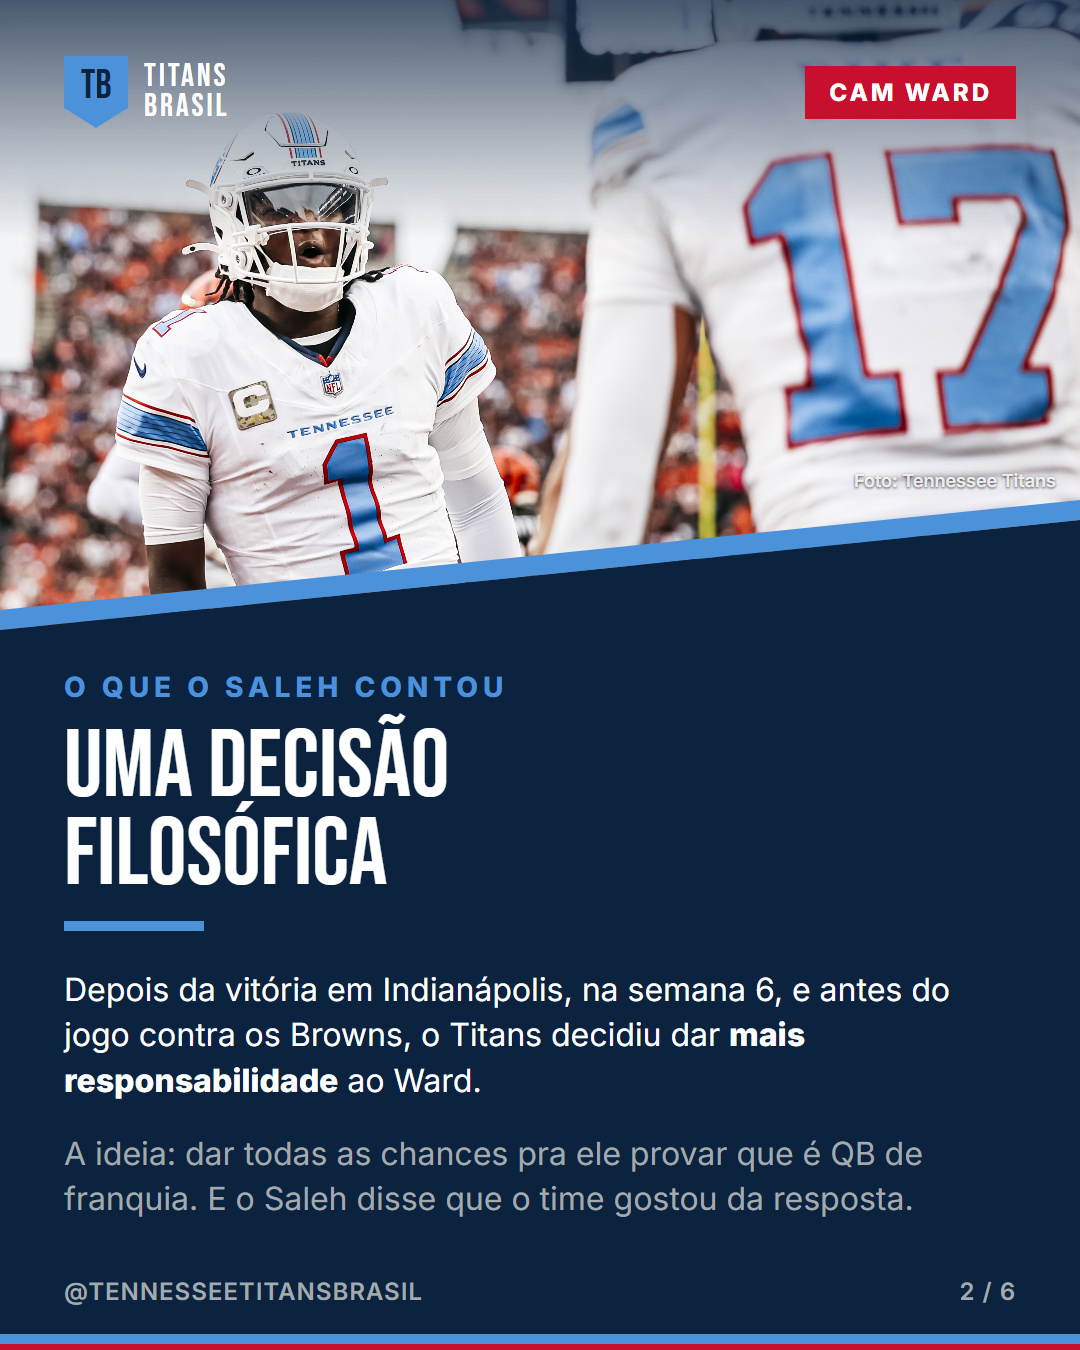 TB
TITANS
BRASIL
CAM WARD
TITANS
17
1
C
NFL
TENNESSEE
1
Foto: Tennessee Titans
O QUE O SALEH CONTOU
UMA DECISÃO
FILOSÓFICA
Depois da vitória em Indianápolis, na semana 6, e antes do
jogo contra os Browns, o Titans decidiu dar mais
responsabilidade ao Ward.
A ideia: dar todas as chances pra ele provar que é QB de
franquia. E o Saleh disse que o time gostou da resposta.
@TENNESSEETITANSBRASIL
2 / 6